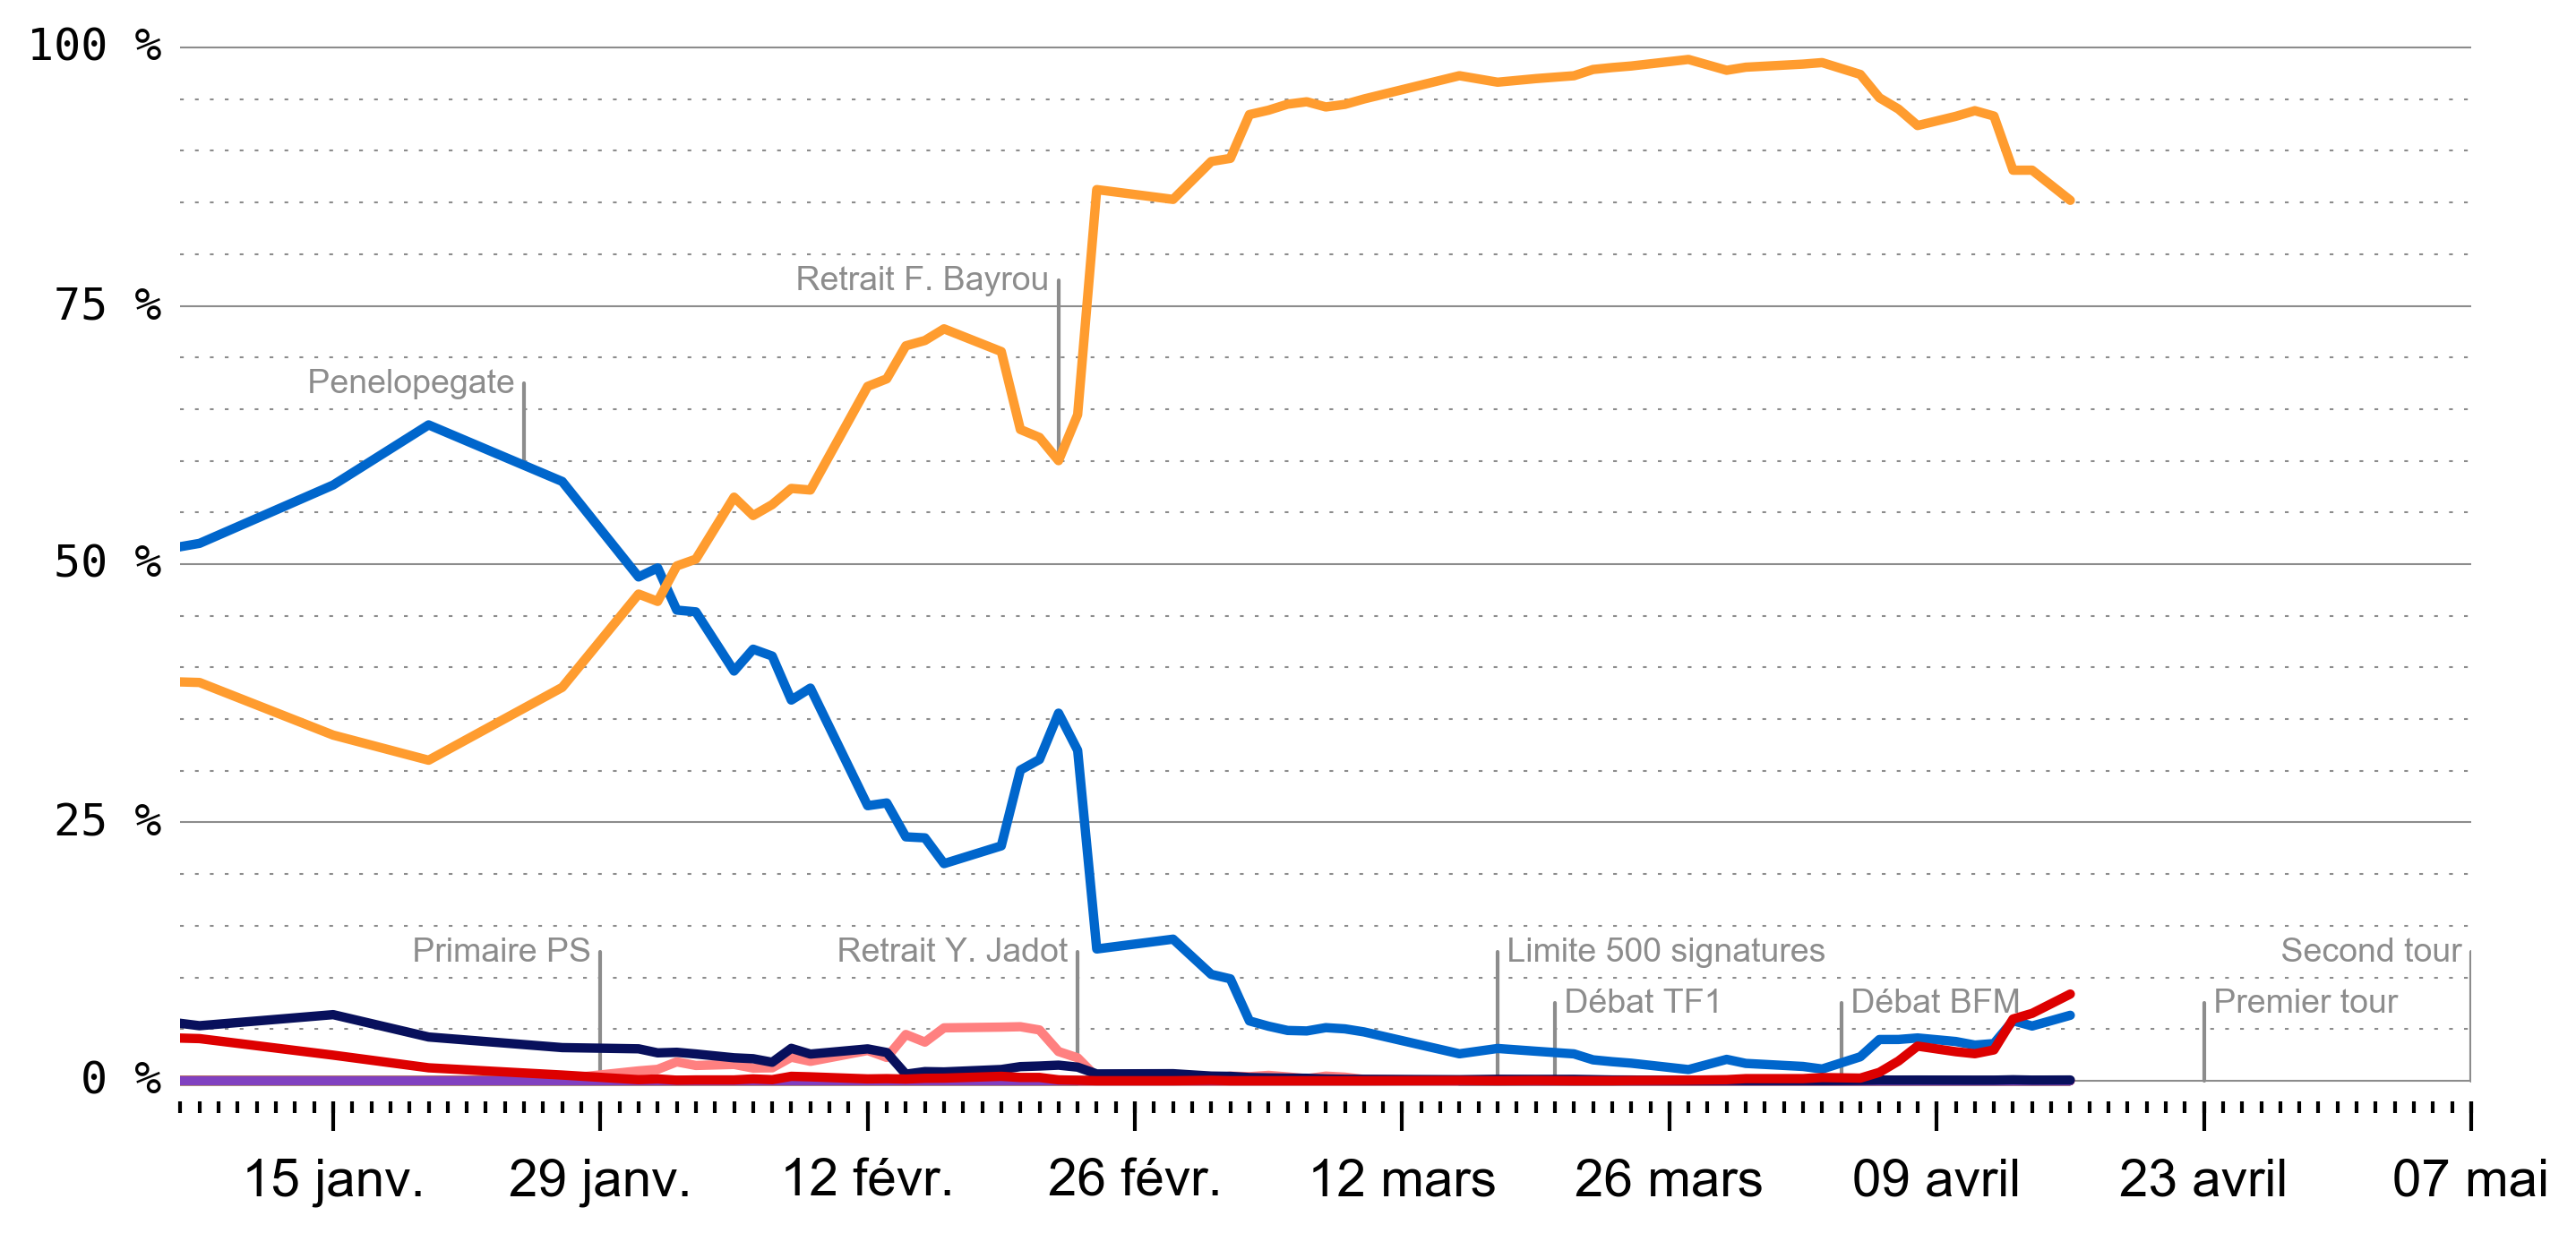 100 %
Retrait F. Bayrou
75 %
Penelopegate
50 %
25 %
Primaire PS
Retrait Y. Jadot
Limite 500 signatures
Second tour
Débat TF1
Débat BFM
Premier tour
0 %
15 janv.
29 janv.
12 févr.
26 févr.
12 mars
26 mars
09 avril
23 avril
07 mai